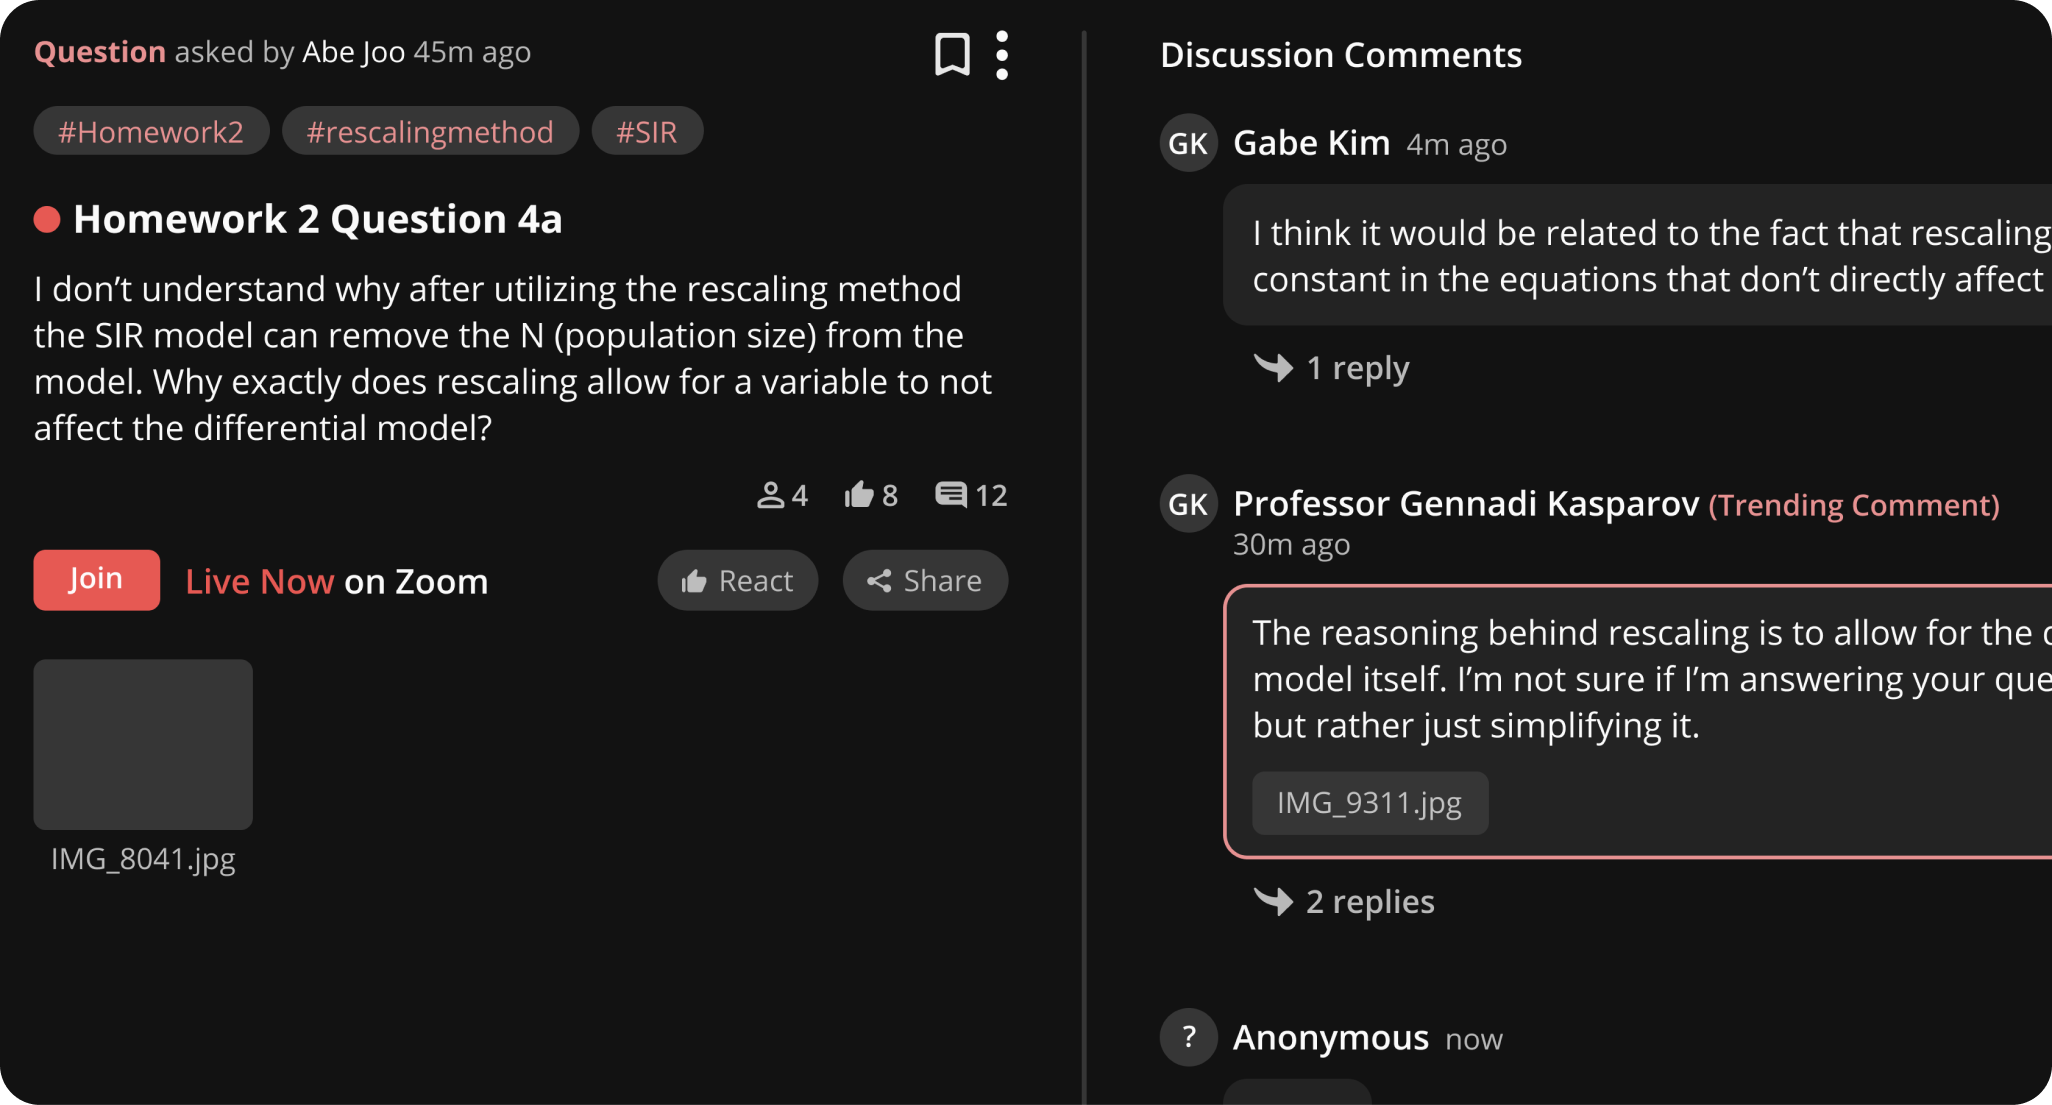 Question asked by Abe Joo 45m ago
#Homework2 #rescalingmethod #SIR
Homework 2 Question 4a
I don’t understand why after utilizing the rescaling method
the SIR model can remove the N (population size) from the
model. Why exactly does rescaling allow for a variable to not
affect the differential model?
4 8 12
Join Live Now on Zoom React Share
IMG_8041.jpg
Discussion Comments
GK Gabe Kim 4m ago
I think it would be related to the fact that rescaling
constant in the equations that don’t directly affect
1 reply
GK Professor Gennadi Kasparov (Trending Comment)
30m ago
The reasoning behind rescaling is to allow for the
model itself. I’m not sure if I’m answering your
but rather just simplifying it.
IMG_9311.jpg
2 replies
? Anonymous now